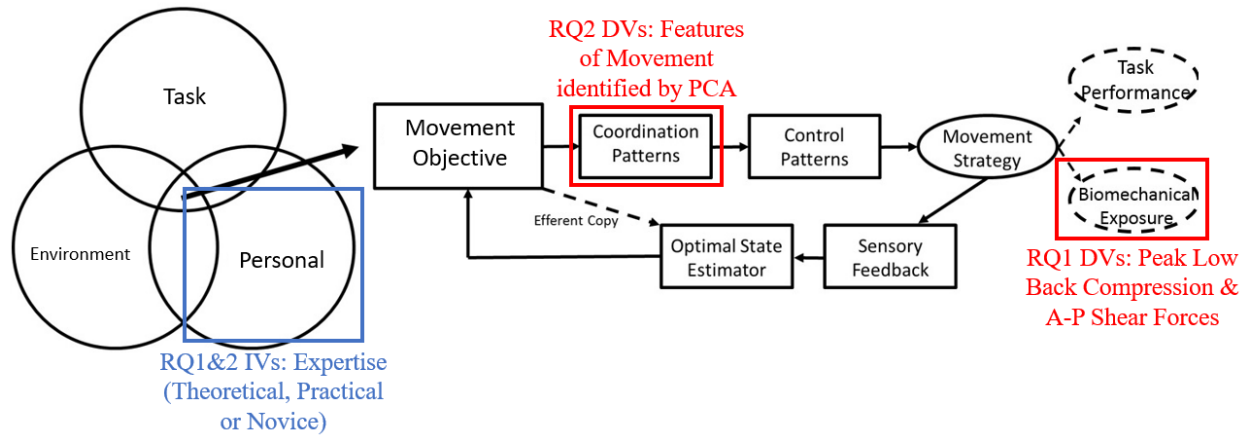 Task
Environment
Personal
RQ1&2 IVs: Expertise
(Theoretical, Practical
or Novice)
Movement
Objective
RQ2 DVs: Features
of Movement
identified by PCA
Coordination
Patterns
Control
Patterns
Movement
Strategy
Task
Performance
Biomechanical
Exposure
RQ1 DVs: Peak Low
Back Compression &
A-P Shear Forces
Efferent Copy
Optimal State
Estimator
Sensory
Feedback